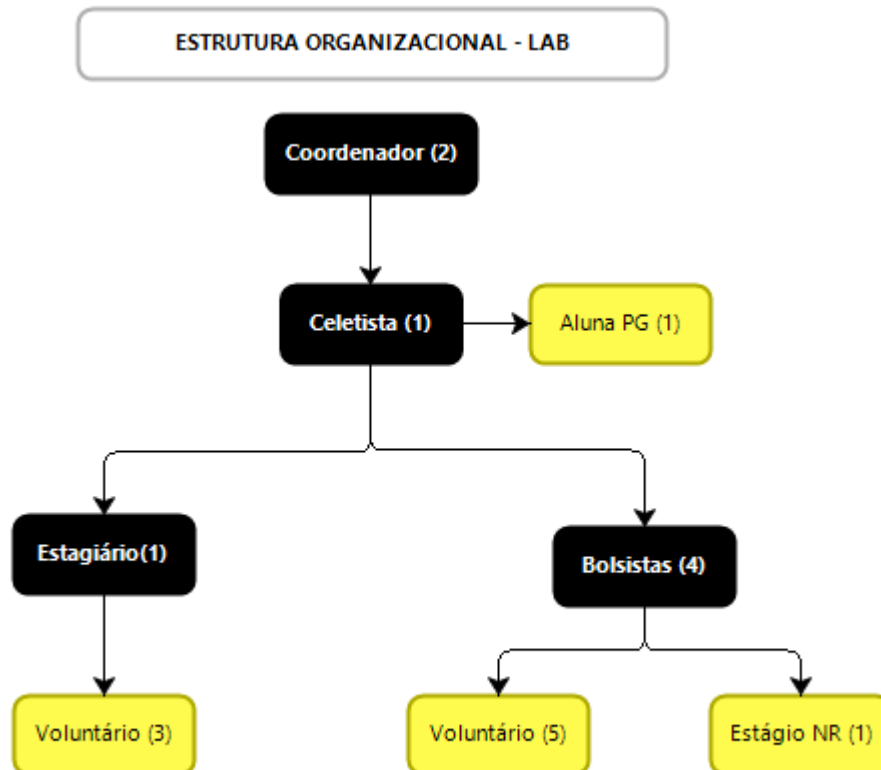 ESTRUTURA ORGANIZACIONAL - LAB
Coordenador (2)
Celetista (1)
Aluna PG (1)
Estagiário(1)
Bolsistas (4)
Voluntário (3)
Voluntário (5)
Estágio NR (1)